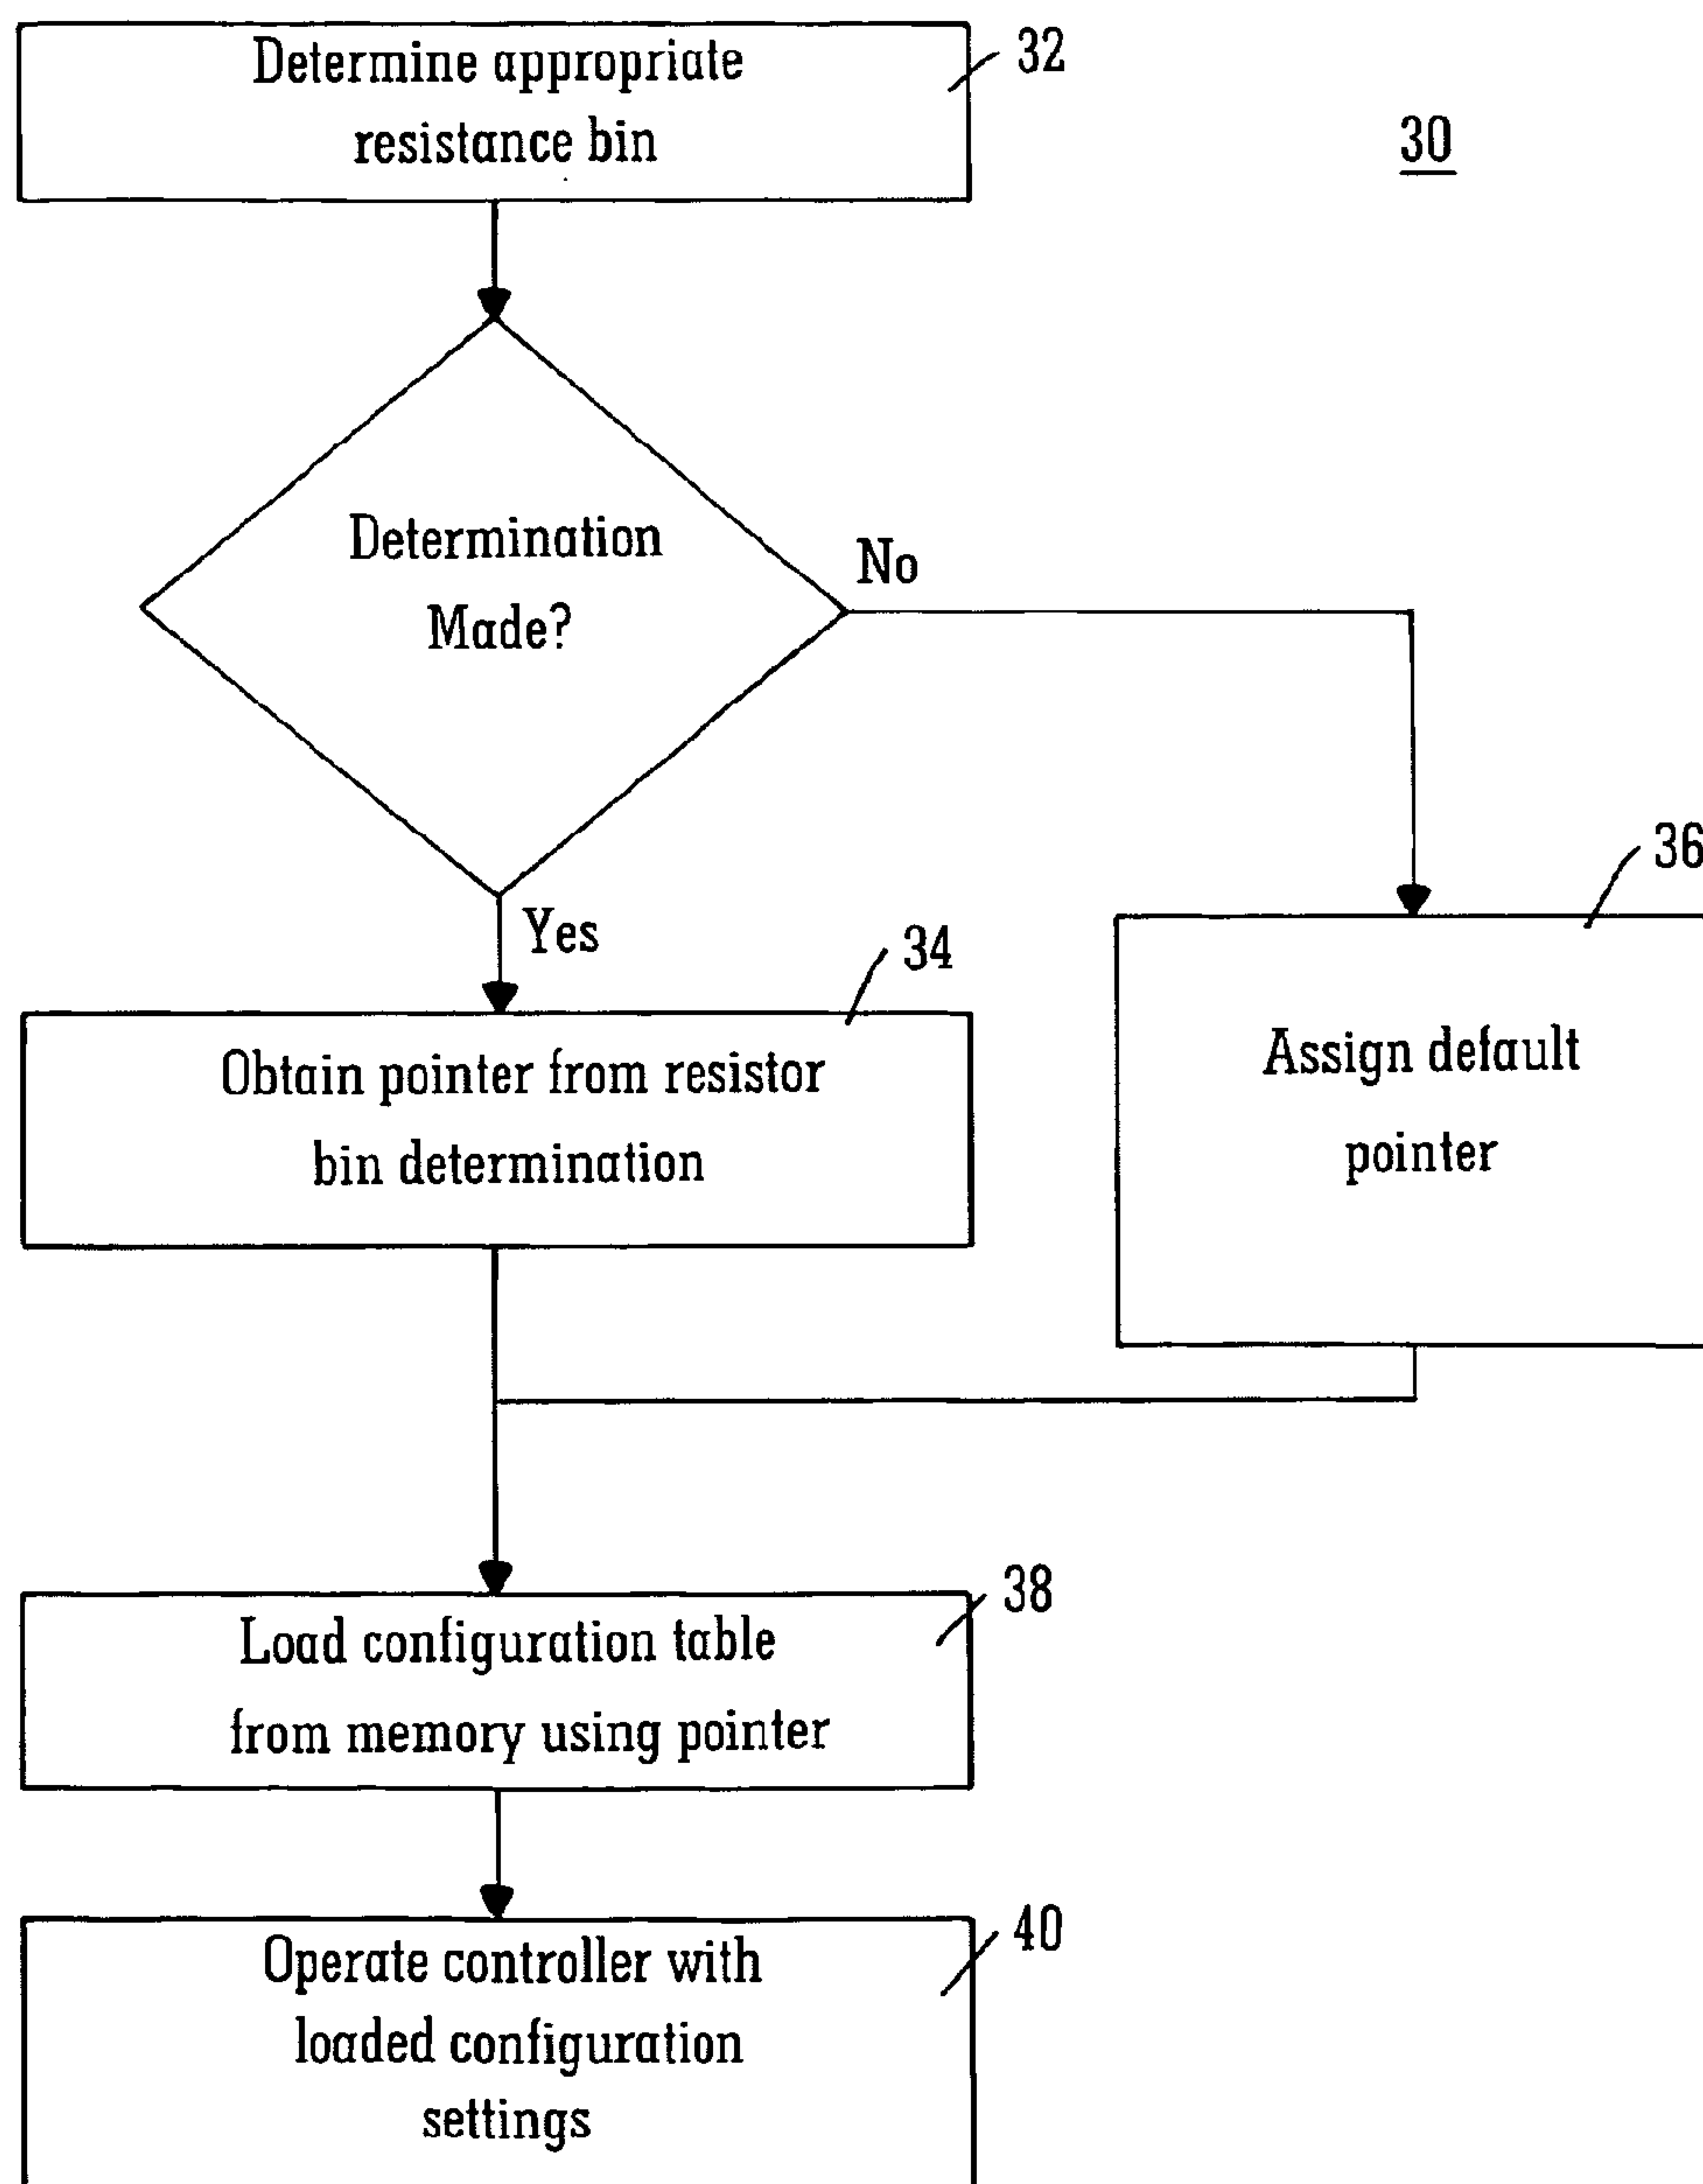 Determine appropriate
resistance bin
32
30
Determination
Made?
No
Yes
34
36
Obtain pointer from resistor
bin determination
Assign default
pointer
38
Load configuration table
from memory using pointer
40
Operate controller with
loaded configuration
settings